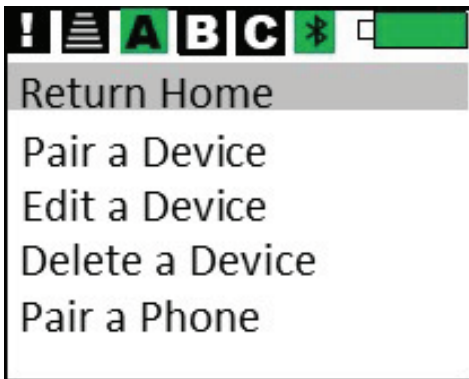 ! A B C
Return Home
Pair a Device
Edit a Device
Delete a Device
Pair a Phone